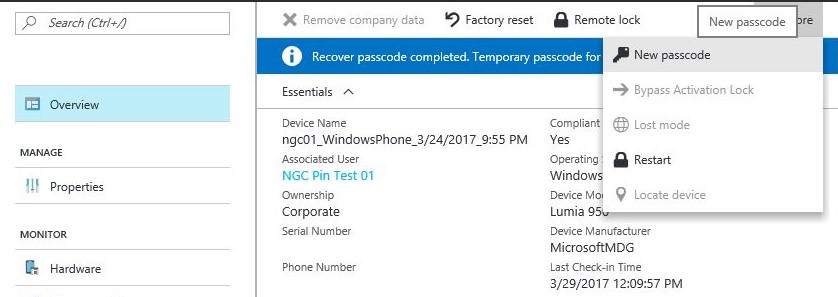 Search (Ctrl+/)
Remove company data
Factory reset
Remote lock
New passcode
ore
Recover passcode completed. Temporary passcode for
New passcode
Bypass Activation Lock
Lost mode
Restart
Locate device
Overview
MANAGE
Properties
MONITOR
Hardware
Essentials
Device Name
ngc01_WindowsPhone_3/24/2017_9:55 PM
Associated User
NGC Pin Test 01
Ownership
Corporate
Serial Number
Phone Number
Compliant
Yes
Operating
Windows
Device Mo
Lumia 950
Device Manufacturer
MicrosoftMDG
Last Check-in Time
3/29/2017 12:09:57 PM